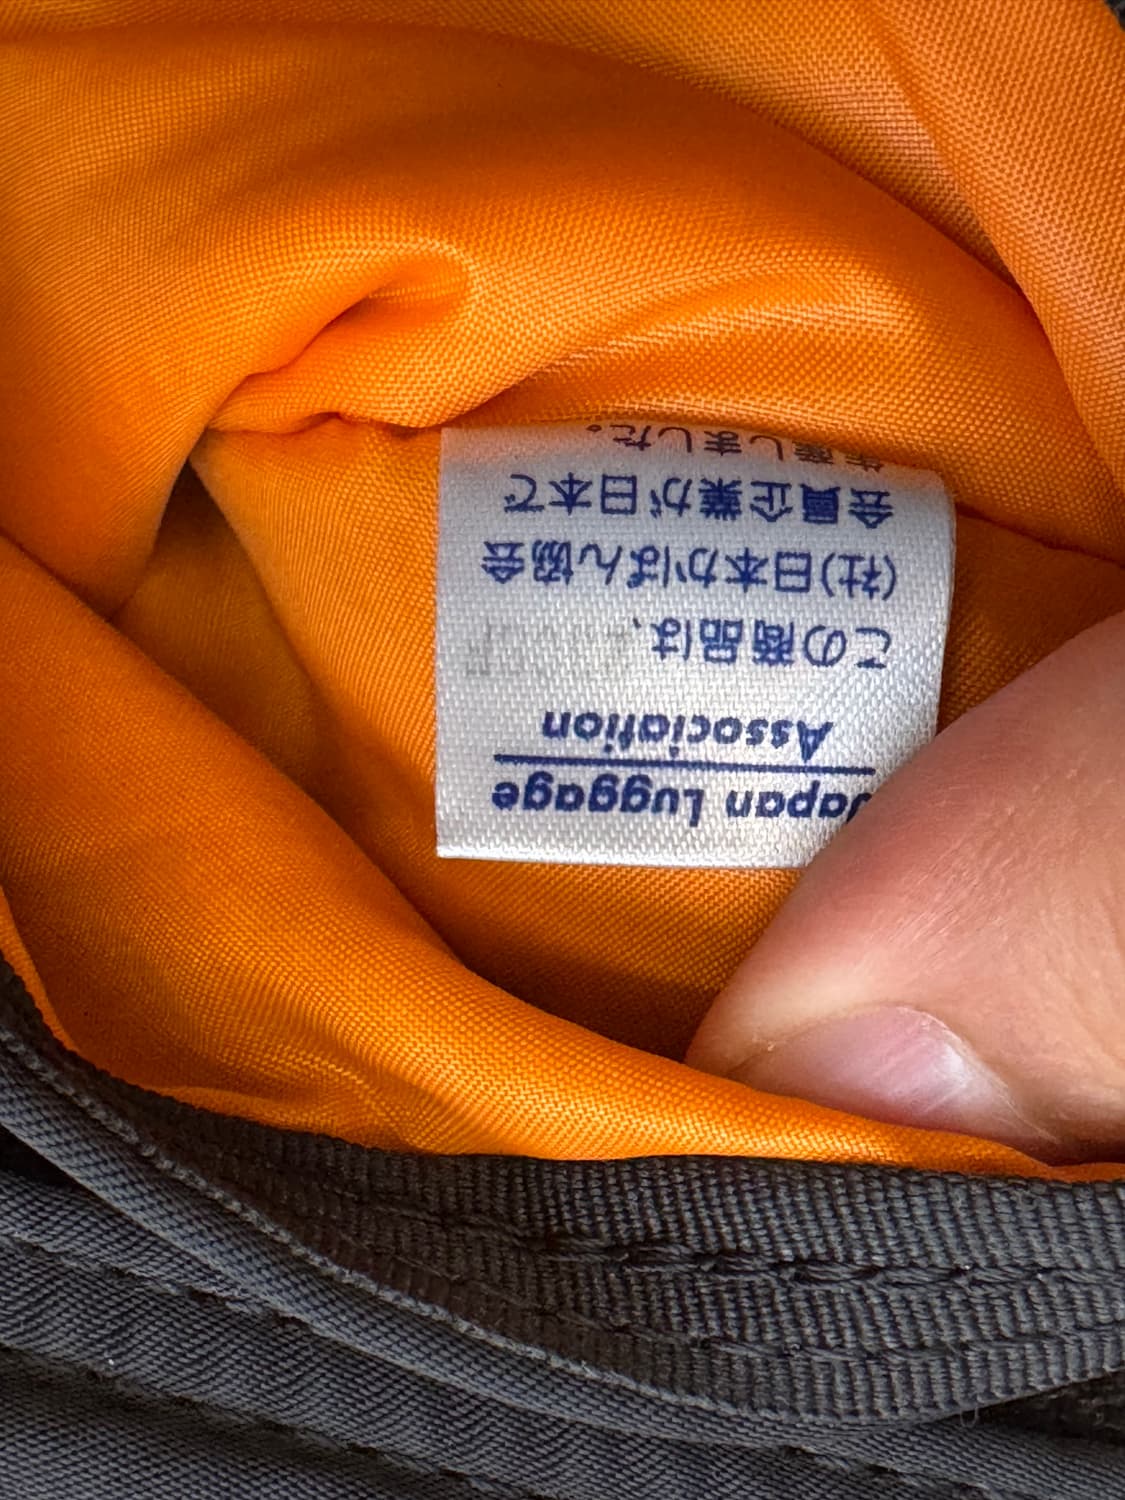 Japan Luggage
Association
この商品は、
(社)日本かばん協会
会員企業が日本で
生産しました。